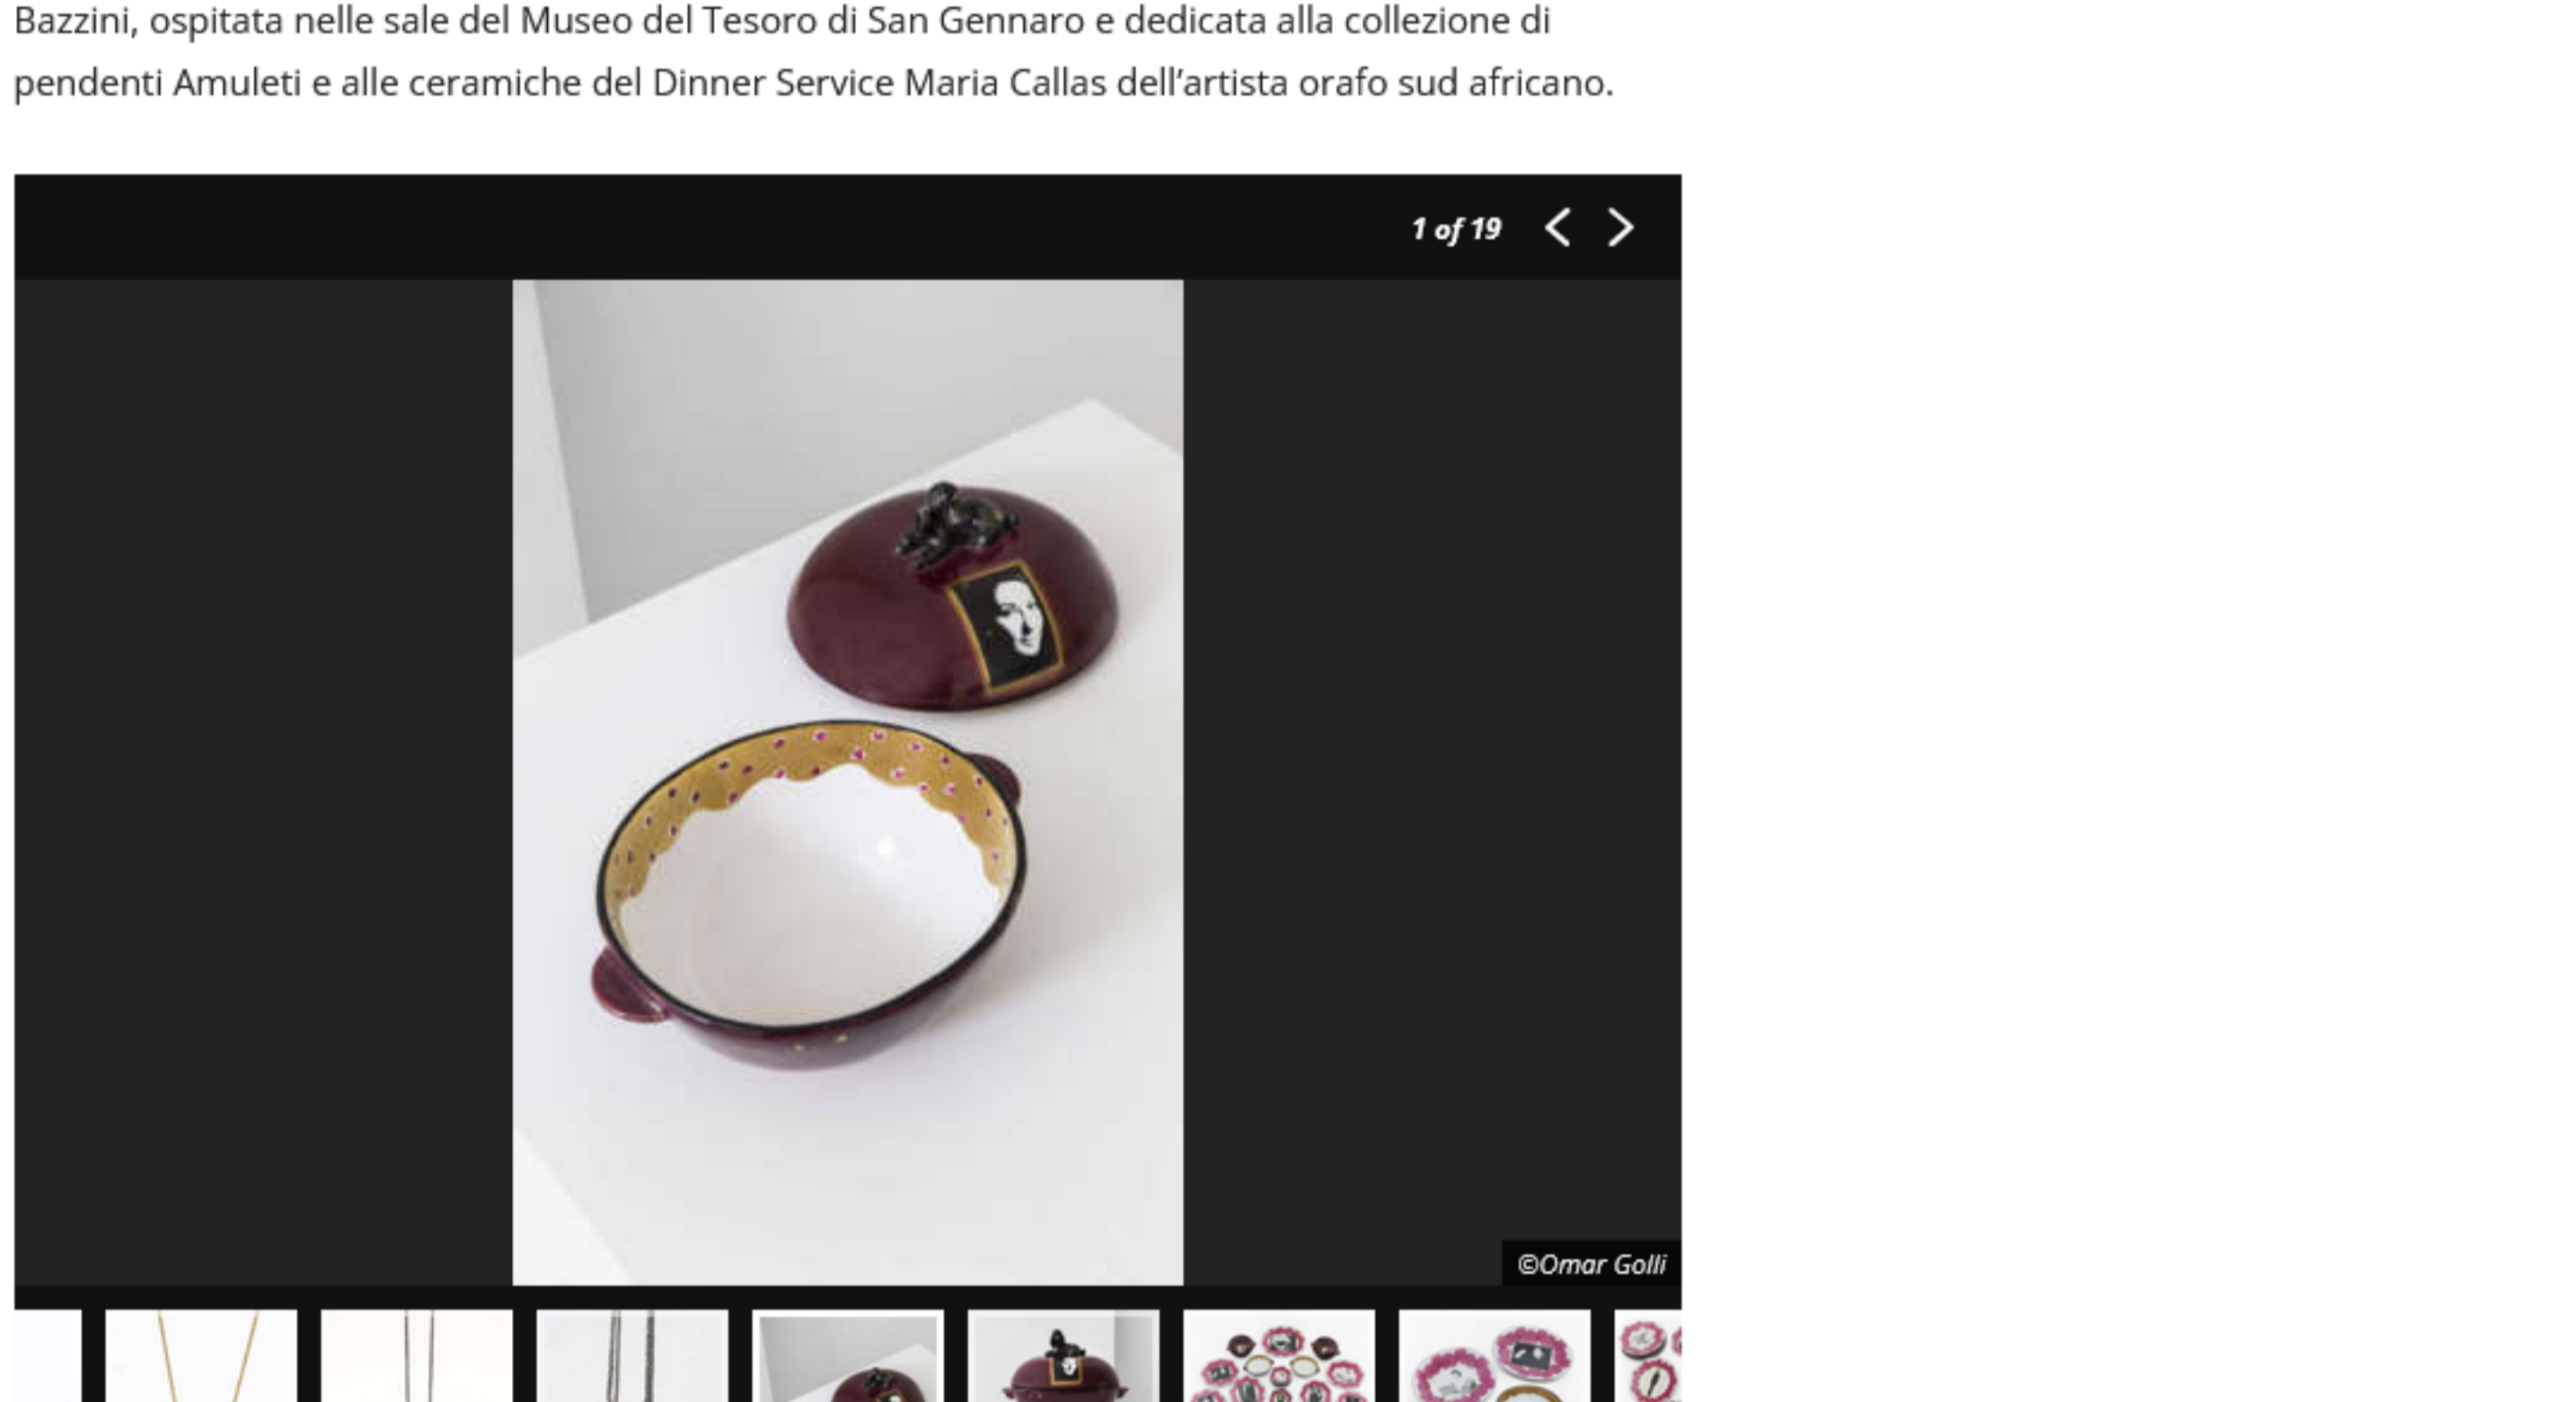 Bazzini, ospitata nelle sale del Museo del Tesoro di San Gennaro e dedicata alla collezione di
pendenti Amuleti e alle ceramiche del Dinner Service Maria Callas dell’artista orafo sud africano.
1 of 19
©Omar Golli